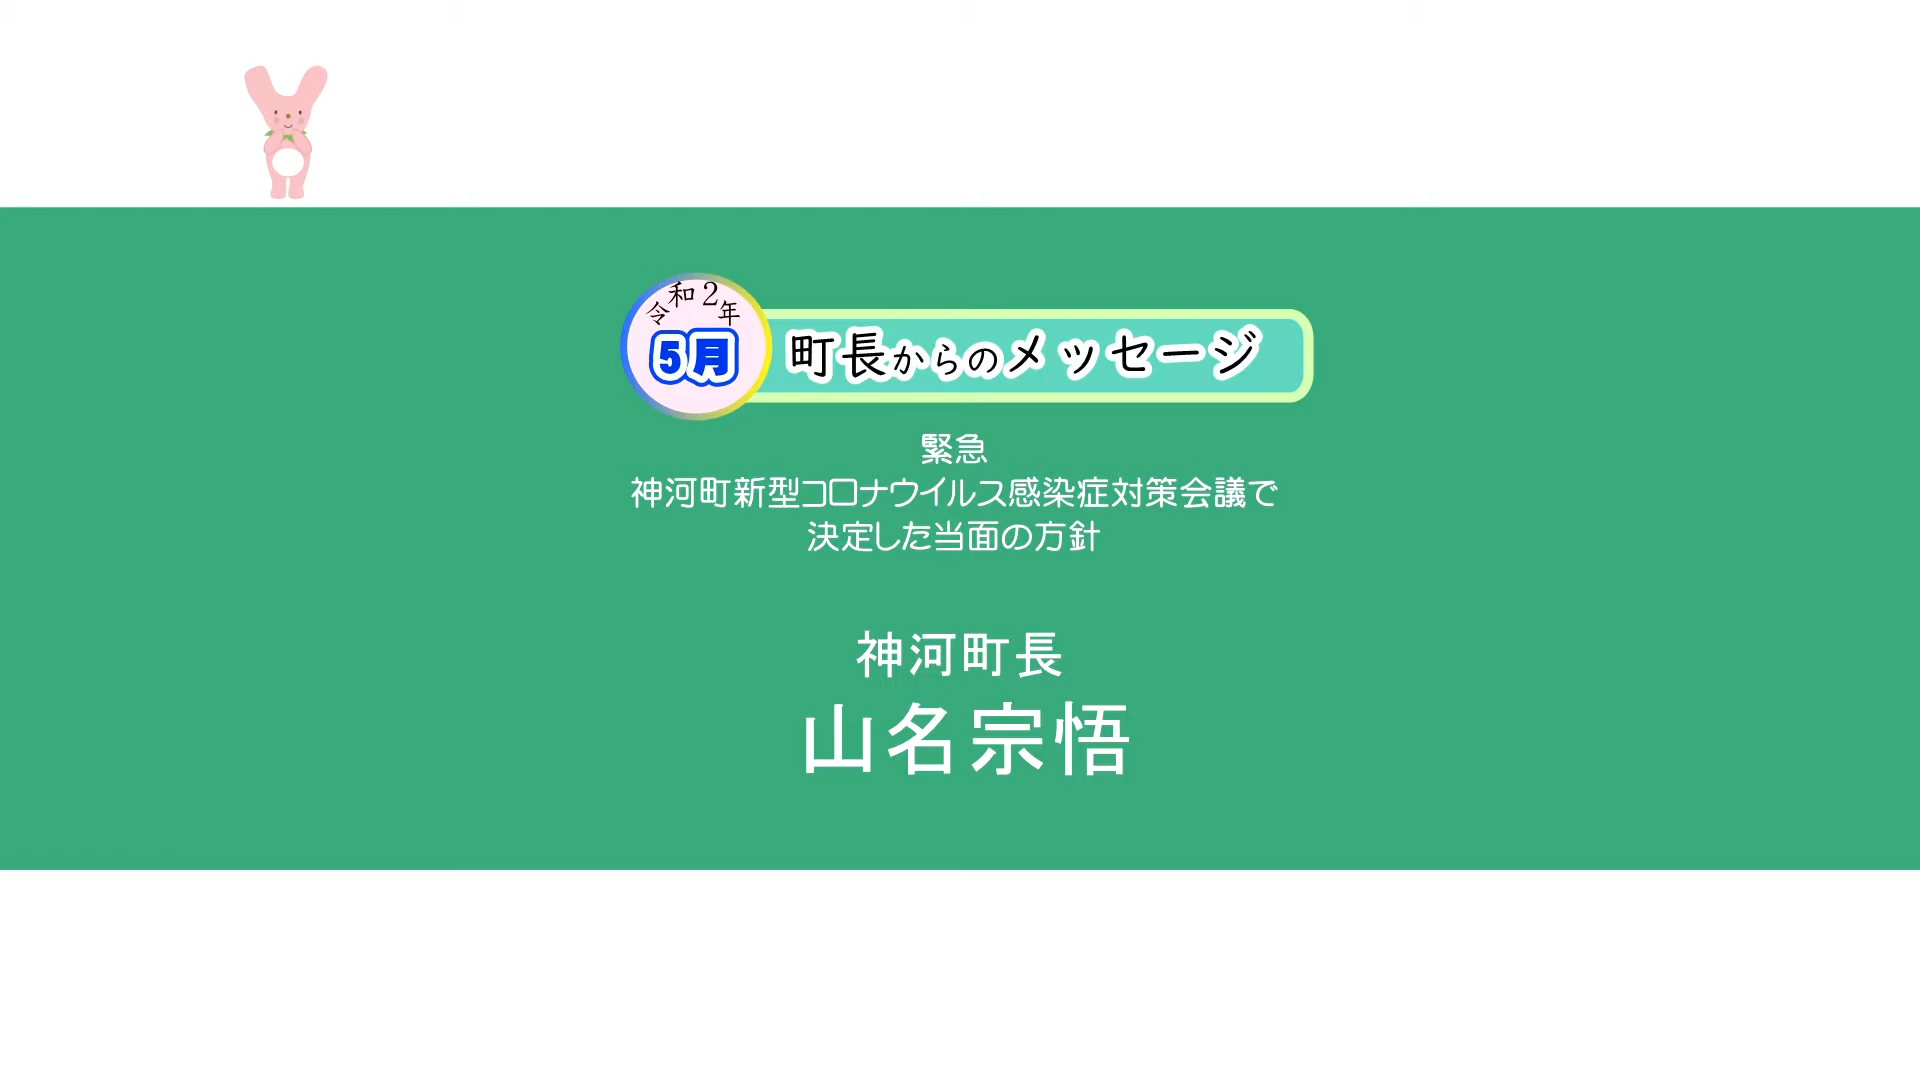 令和2年
5月
町長からのメッセージ
緊急
神河町新型コロナウイルス感染症対策会議で
決定した当面の方針
神河町長
山名宗悟